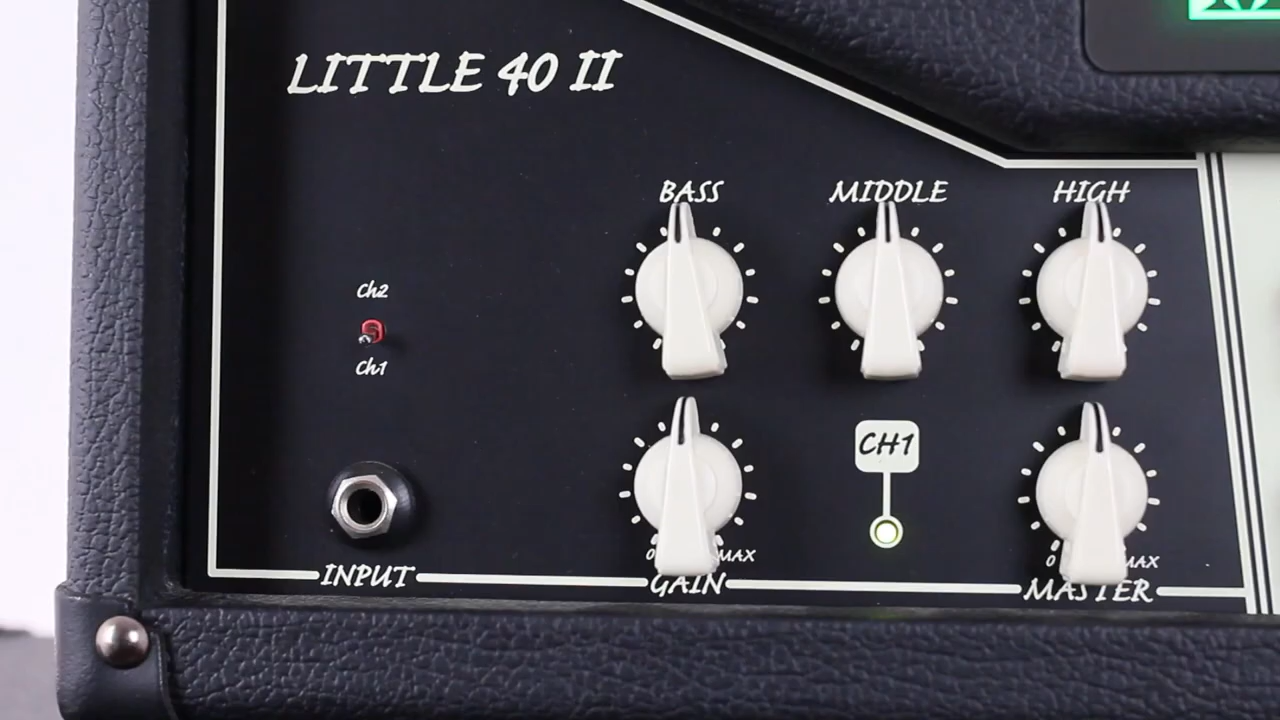 LITTLE 40 II
BASS MIDDLE HIGH
Ch2
Ch1
CH1
0 MAX
0 MAX
INPUT GAIN MASTER